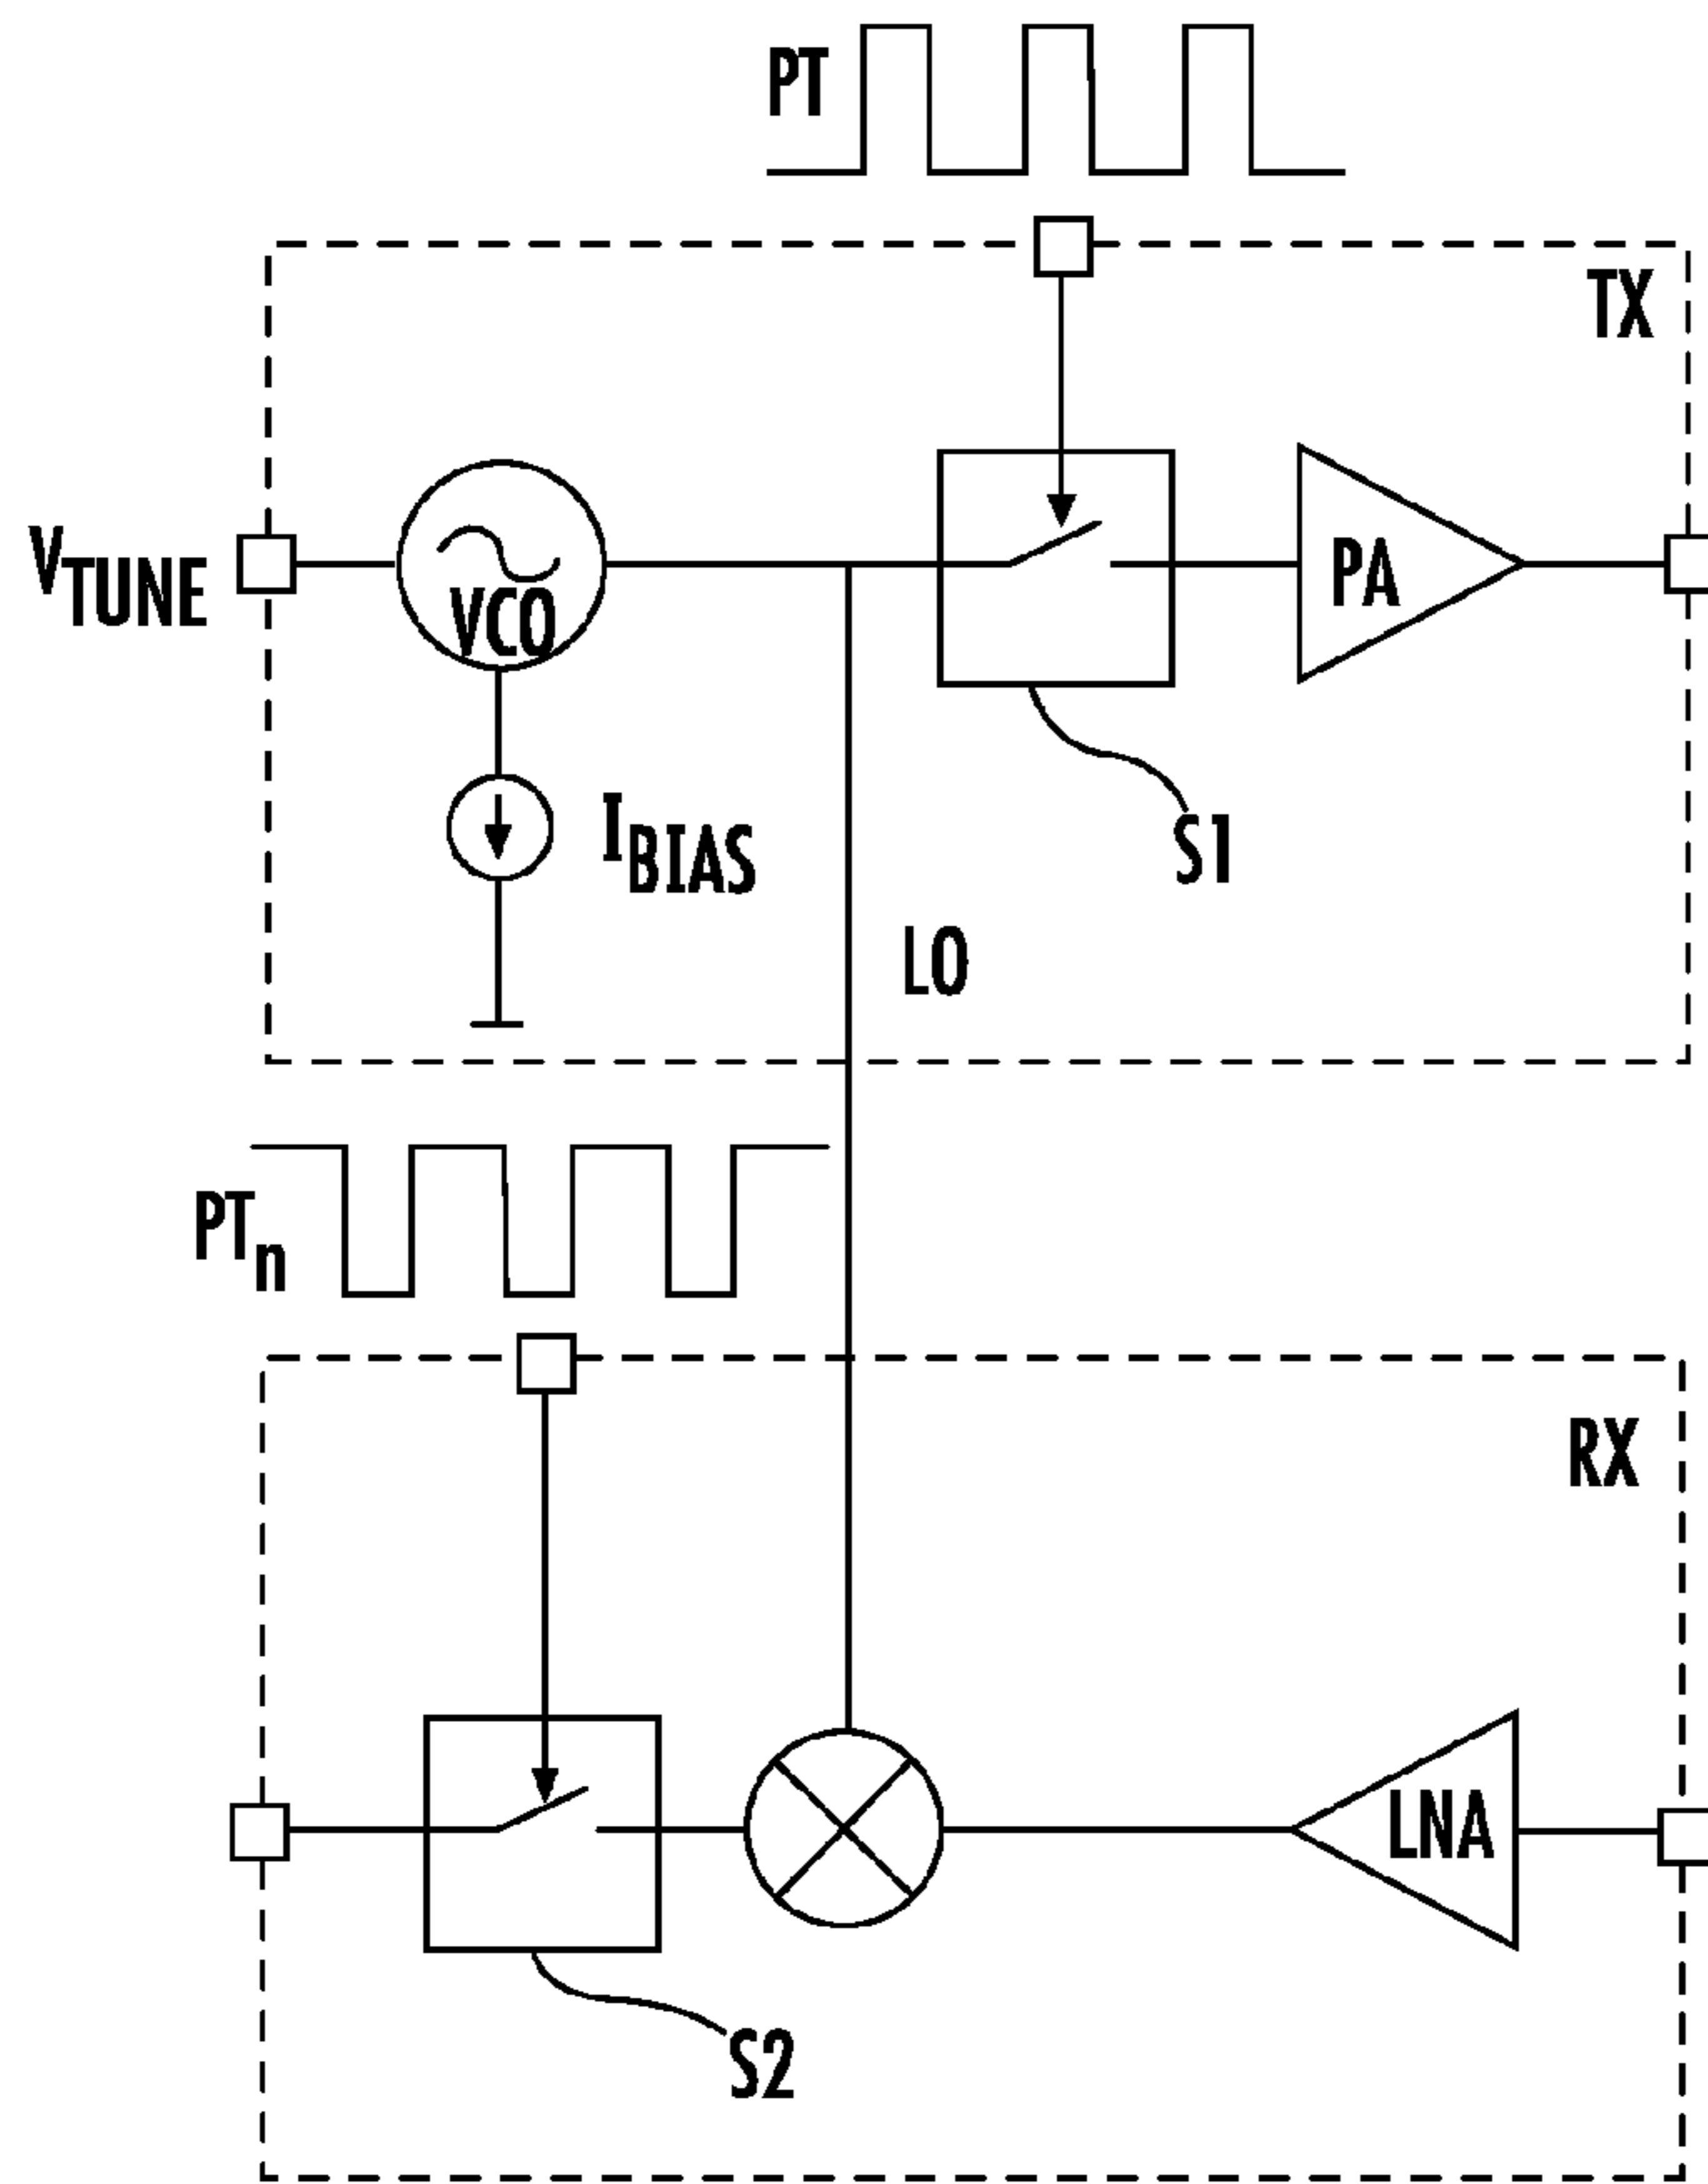 PT
TX
VTUNE
VCO
PA
IBIAS
S1
LO
PTn
RX
LNA
S2